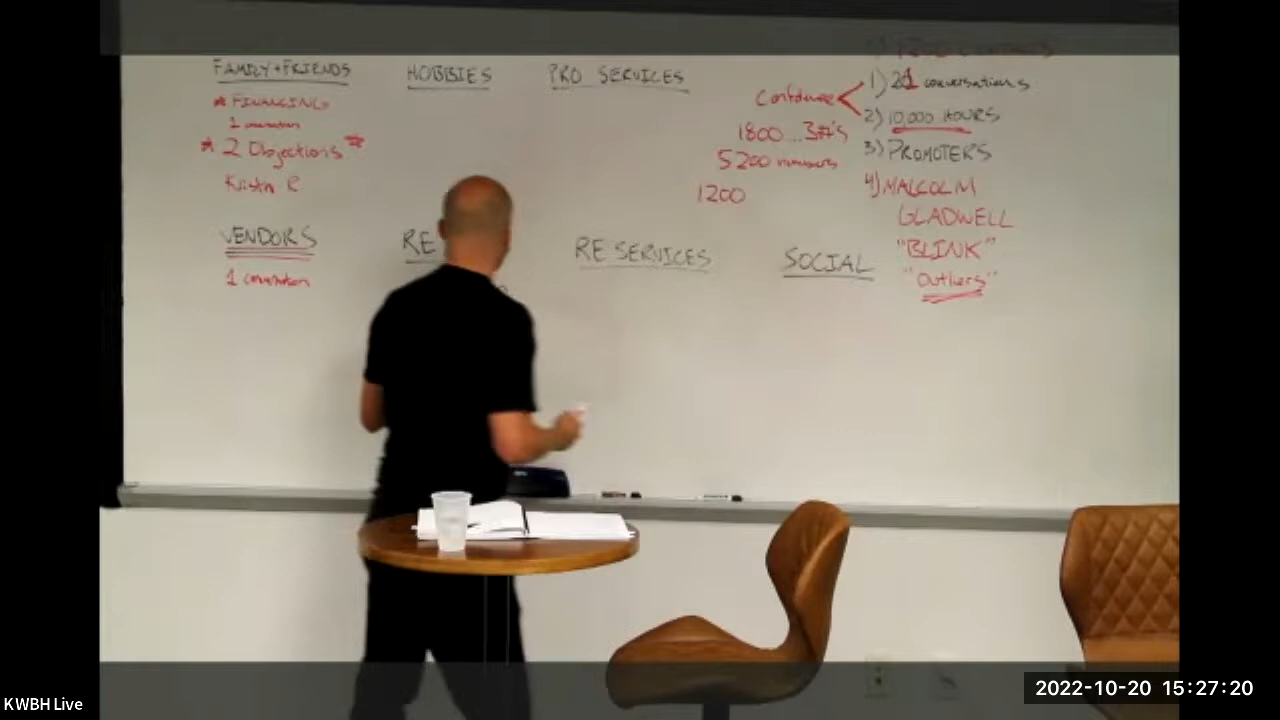 FAMILY+FRIENDS
HOBBIES
PRO SERVICES
* FINANCING
1 conversation
* 2 Objections *
Kristin R
Confidence <
1) 21 conversations
2) 10,000 HOURS
1800...3#'s
5200 numbers
3) PROMOTERS
1200
4) MALCOLM
GLADWELL
"BLINK"
"Outliers"
VENDORS
1 conversation
RE
RE SERVICES
SOCIAL
KWBH Live
2022-10-20 15:27:20